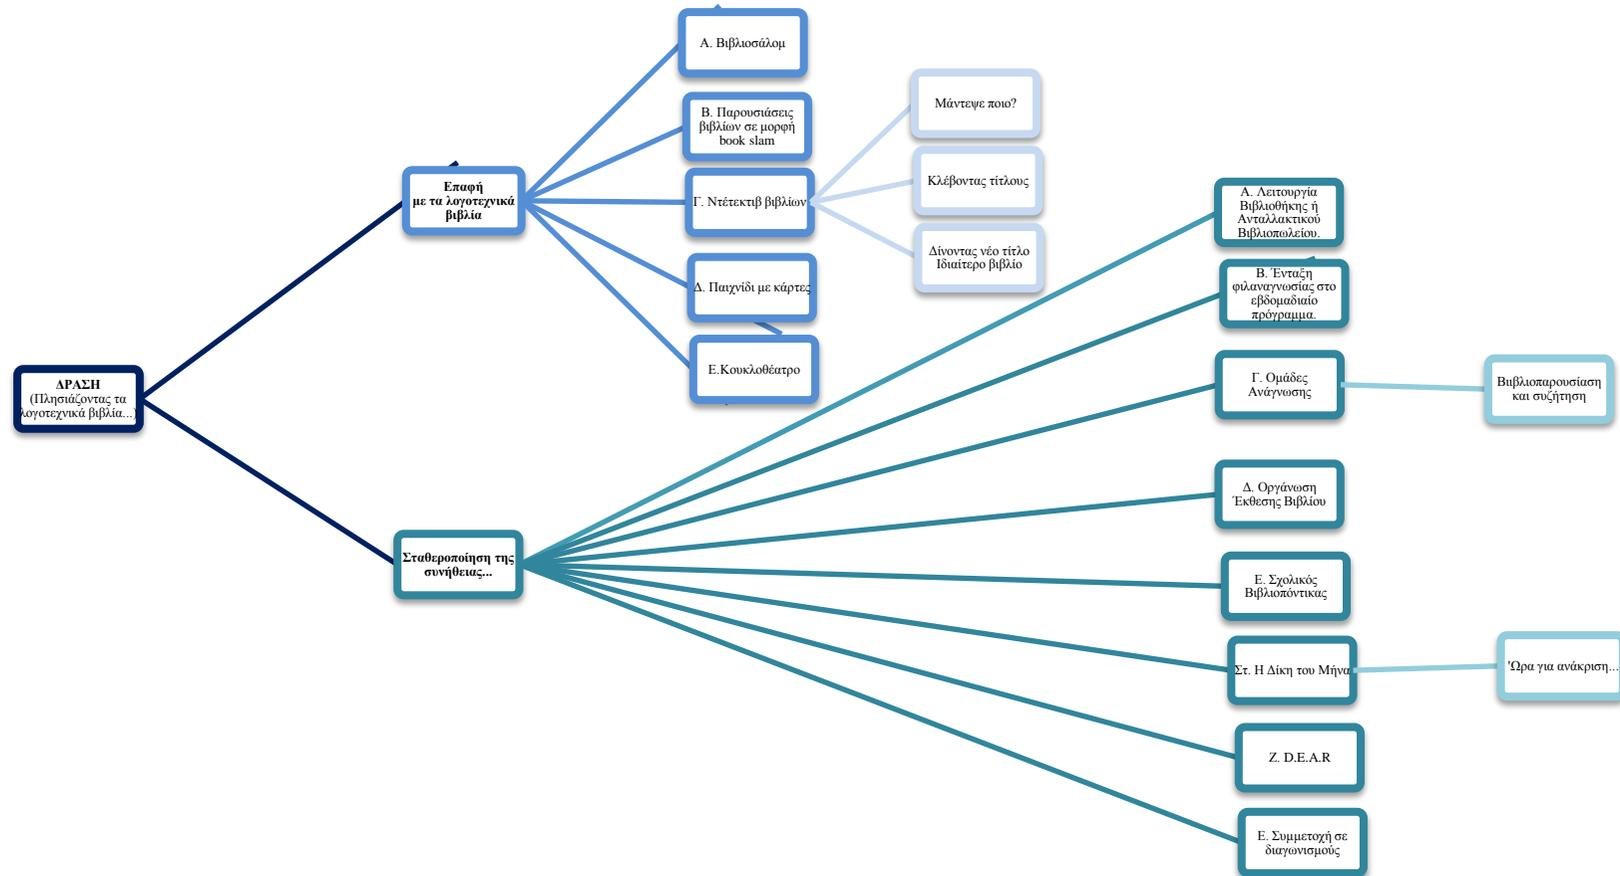 ΔΡΑΣΗ
(Πλησιάζοντας τα
λογοτεχνικά βιβλία...)
Επαφή
με τα λογοτεχνικά
βιβλία
Α. Βιβλιοσάλομ
Β. Παρουσιάσεις
βιβλίων σε μορφή
book slam
Γ. Ντέτεκτιβ βιβλίων
Μάντεψε ποιο?
Κλέβοντας τίτλους
Δίνοντας νέο τίτλο
Ιδιαίτερο βιβλίο
Δ. Παιχνίδι με κάρτες
Ε.Κουκλοθέατρο
Σταθεροποίηση της
συνήθειας...
Α. Λειτουργία
Βιβλιοθήκης ή
Ανταλλακτικού
Βιβλιοπωλείου.
Β. Ένταξη
φιλαναγνωσίας στο
εβδομαδιαίο
πρόγραμμα.
Γ. Ομάδες
Ανάγνωσης
Βιιβλιοπαρουσίαση
και συζήτηση
Δ. Οργάνωση
Έκθεσης Βιβλίου
Ε. Σχολικός
Βιβλιοπόντικας
Στ. Η Δίκη του Μήνα
'Ωρα για ανάκριση...
Ζ. D.E.A.R
Ε. Συμμετοχή σε
διαγωνισμούς